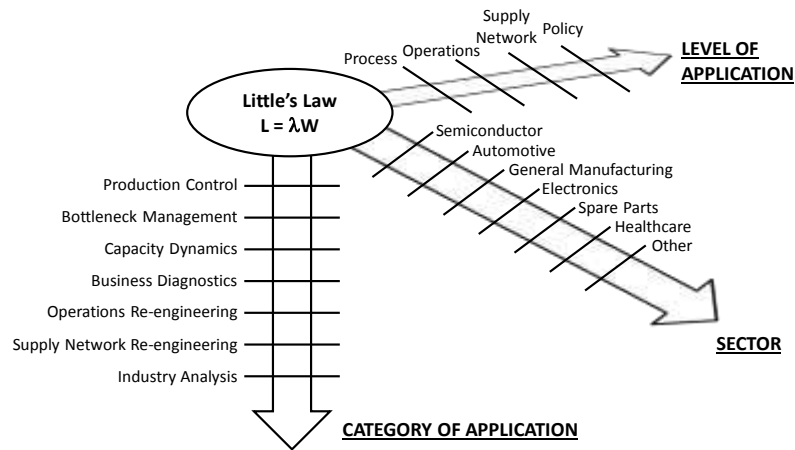 Little's Law
L = λW
Process
Operations
Supply
Network
Policy
LEVEL OF
APPLICATION
Semiconductor
Automotive
General Manufacturing
Electronics
Spare Parts
Healthcare
Other
SECTOR
Production Control
Bottleneck Management
Capacity Dynamics
Business Diagnostics
Operations Re-engineering
Supply Network Re-engineering
Industry Analysis
CATEGORY OF APPLICATION